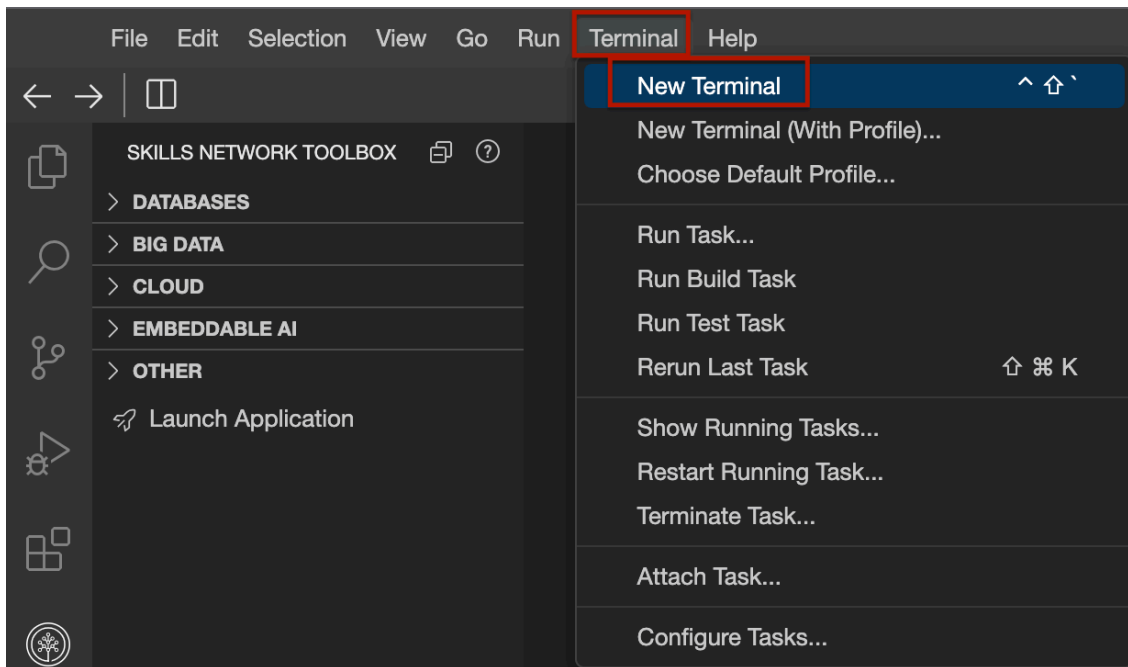 File Edit Selection View Go Run Terminal Help
SKILLS NETWORK TOOLBOX
DATABASES
BIG DATA
CLOUD
EMBEDDABLE AI
OTHER
Launch Application
New Terminal ^ ⇧ `
New Terminal (With Profile)...
Choose Default Profile...
Run Task...
Run Build Task
Run Test Task
Rerun Last Task ⇧ ⌘ K
Show Running Tasks...
Restart Running Task...
Terminate Task...
Attach Task...
Configure Tasks...